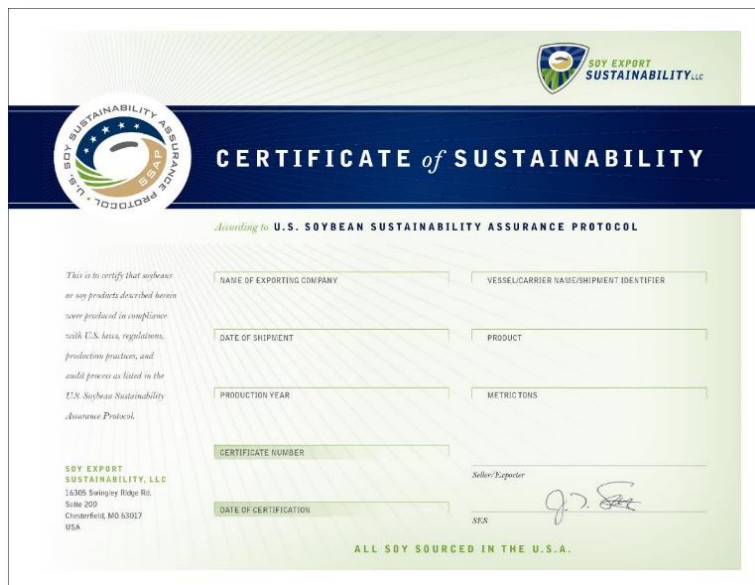 SOY EXPORT
SUSTAINABILITY, LLC
U.S. SOY SUSTAINABILITY ASSURANCE PROTOCOL
SSAP
CERTIFICATE of SUSTAINABILITY
According to U.S. SOYBEAN SUSTAINABILITY ASSURANCE PROTOCOL
This is to certify that soybeans
or soy products described herein
were produced in compliance
with U.S. laws, regulations,
production practices, and
audit process as listed in the
U.S. Soybean Sustainability
Assurance Protocol.
NAME OF EXPORTING COMPANY
VESSEL/CARRIER NAME/SHIPMENT IDENTIFIER
DATE OF SHIPMENT
PRODUCT
PRODUCTION YEAR
METRIC TONS
CERTIFICATE NUMBER
Seller/Exporter
DATE OF CERTIFICATION
SES
SOY EXPORT
SUSTAINABILITY, LLC
16305 Swingley Ridge Rd.
Suite 200
Chesterfield, MO 63017
USA
ALL SOY SOURCED IN THE U.S.A.